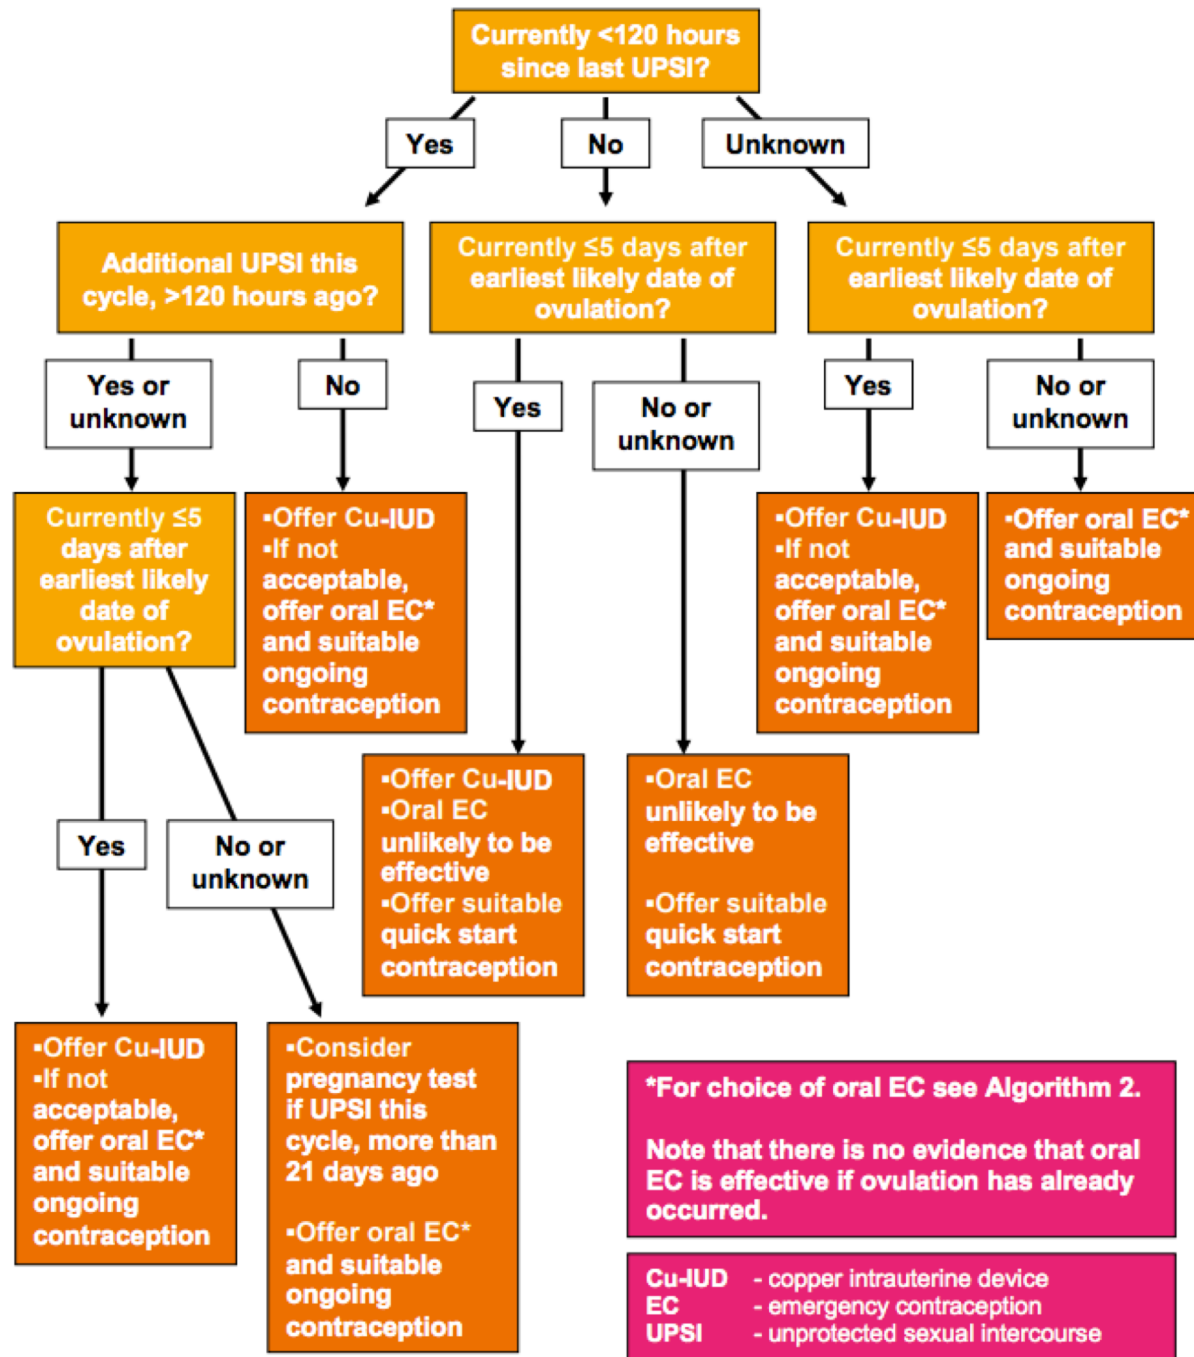 Currently <120 hours
since last UPSI?
Yes
No
Unknown
Additional UPSI this
cycle, >120 hours ago?
Currently ≤5 days after
earliest likely date of
ovulation?
Currently ≤5 days after
earliest likely date of
ovulation?
Yes or
unknown
No
Yes
No or
unknown
Yes
No or
unknown
Currently ≤5
days after
earliest likely
date of
ovulation?
▪Offer Cu-IUD
▪If not
acceptable,
offer oral EC*
and suitable
ongoing
contraception
▪Offer Cu-IUD
▪If not
acceptable,
offer oral EC*
and suitable
ongoing
contraception
▪Offer oral EC*
and suitable
ongoing
contraception
▪Offer Cu-IUD
▪Oral EC
unlikely to be
effective
▪Offer suitable
quick start
contraception
▪Oral EC
unlikely to be
effective
▪Offer suitable
quick start
contraception
Yes
No or
unknown
▪Offer Cu-IUD
▪If not
acceptable,
offer oral EC*
and suitable
ongoing
contraception
▪Consider
pregnancy test
if UPSI this
cycle, more than
21 days ago
▪Offer oral EC*
and suitable
ongoing
contraception
*For choice of oral EC see Algorithm 2.
Note that there is no evidence that oral
EC is effective if ovulation has already
occurred.
Cu-IUD - copper intrauterine device
EC - emergency contraception
UPSI - unprotected sexual intercourse